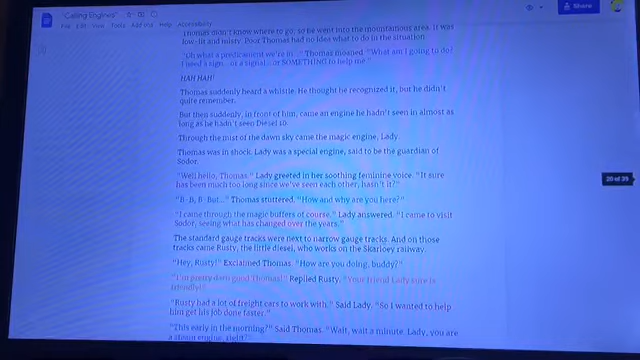 "Calling Engines"
File Edit View Tools Add-ins Help Accessibility
Share
Thomas didn't know where to go, so he went into the mountainous area. It was
low-lit and misty. Poor Thomas had no idea what to do in the situation.
"Oh what a predicament we're in..." Thomas moaned. "What am I going to do?
I need a sign... or a signal... or SOMETHING to help me."
HAH HAH!
Thomas suddenly heard a whistle. He thought he recognized it, but he didn't
quite remember.
But then suddenly, in front of him, came an engine he hadn't seen in almost as
long as he hadn't seen Diesel 10.
Through the mist of the dawn sky came the magic engine, Lady.
Thomas was in shock. Lady was a special engine, said to be the guardian of
Sodor.
"Well hello, Thomas." Lady greeted in her soothing feminine voice. "It sure
has been much too long since we've seen each other, hasn't it?"
"B-B, B-But..." Thomas stuttered. "How and why are you here?"
"I came through the magic buffers of course." Lady answered. "I came to visit
Sodor, seeing what has changed over the years."
20 of 39
The standard gauge tracks were next to narrow gauge tracks. And on those
tracks came Rusty, the little diesel, who works on the Skarloey railway.
"Hey, Rusty!" Exclaimed Thomas. "How are you doing, buddy?"
"I'm pretty darn good Thomas!" Replied Rusty. "Your friend Lady sure is
friendly!"
"Rusty had a lot of freight cars to work with." Said Lady. "So I wanted to help
him get his job done faster."
"This early in the morning?" Said Thomas. "Wait, wait a minute. Lady, you are
a steam engine, right?"